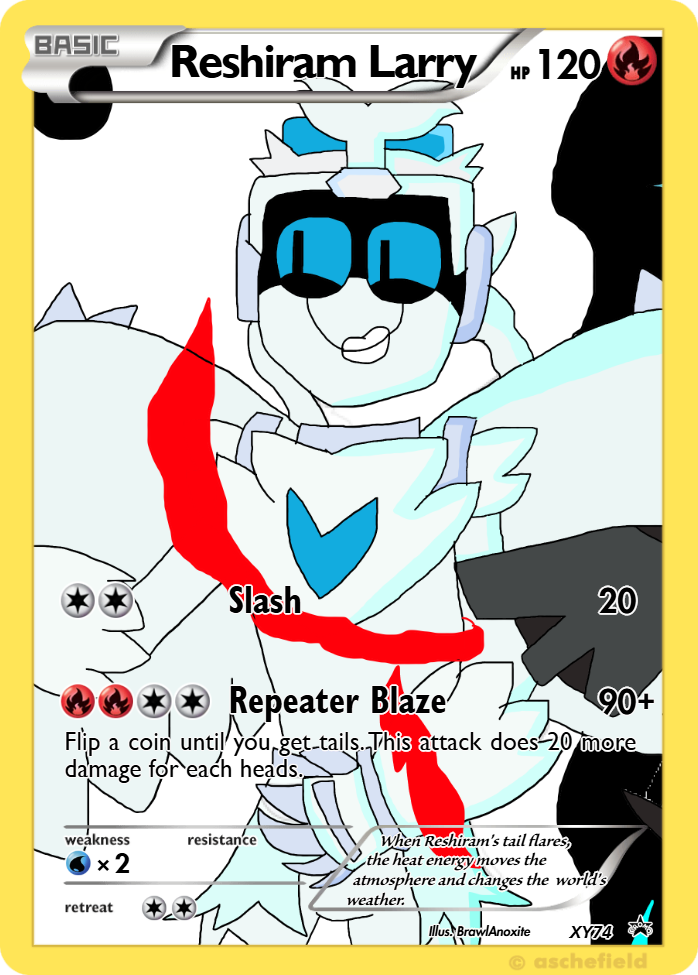 BASIC
Reshiram Larry HP 120
Slash 20
Repeater Blaze 90+
Flip a coin until you get tails. This attack does 20 more
damage for each heads.
weakness resistance
× 2
When Reshiram's tail flares,
the heat energy moves the
atmosphere and changes the world's
weather.
retreat
Illus. BrawlAnoxite XY74
© aschefield